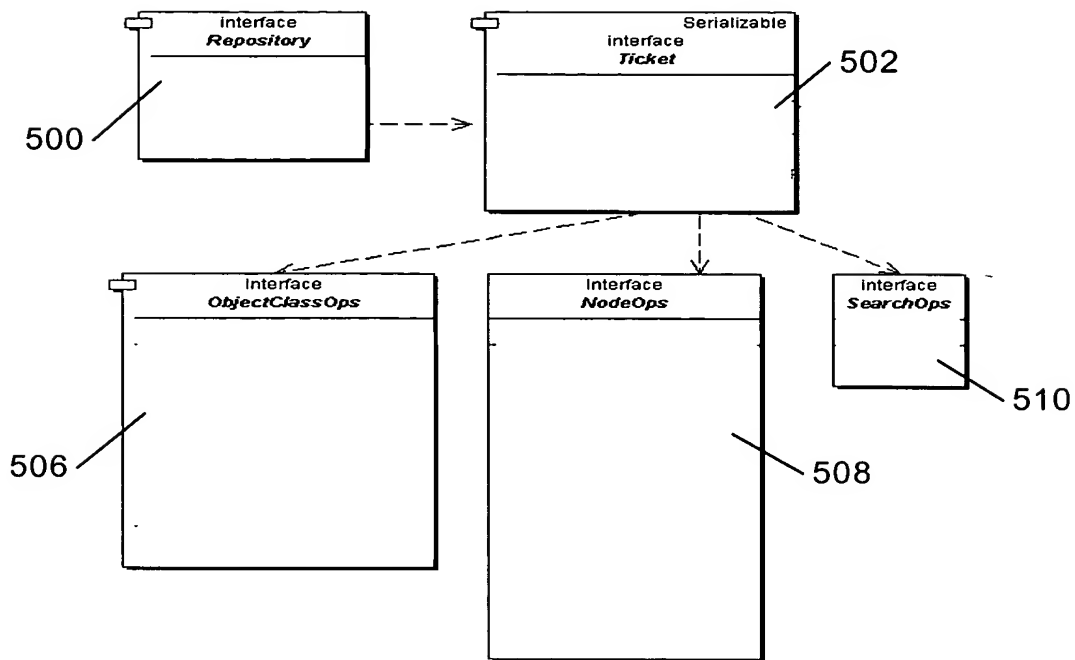 interface
Repository
500
Serializable
interface
Ticket
502
interface
ObjectClassOps
506
interface
NodeOps
508
interface
SearchOps
510